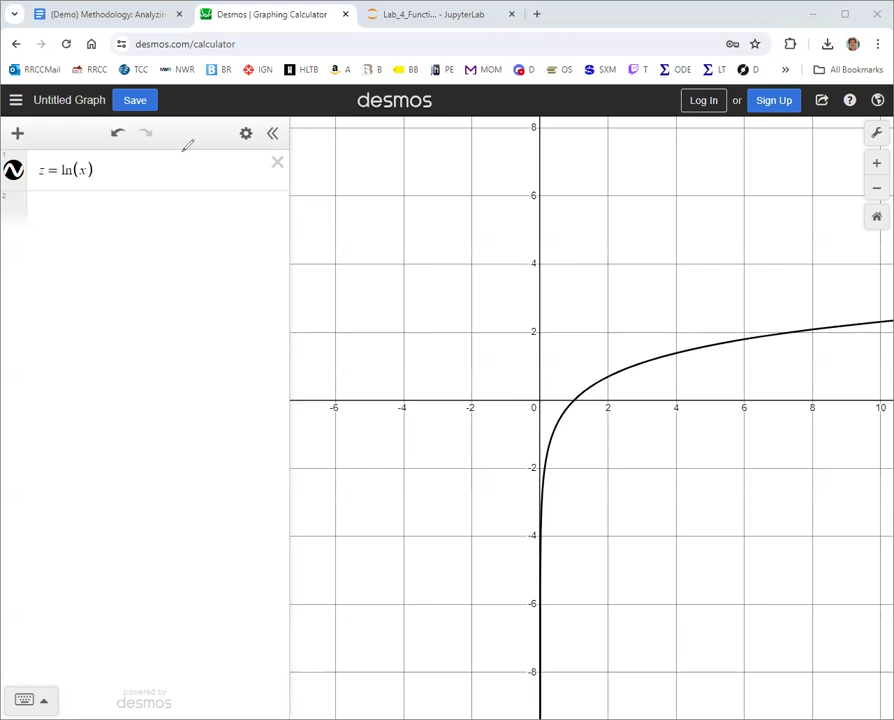 (Demo) Methodology: Analyzin
Desmos | Graphing Calculator
Lab_4_Functi... - JupyterLab
desmos.com/calculator
RRCCMail RRCC TCC NWR BR IGN HLTB A B BB PE MOM D OS SXM T ODE LT D All Bookmarks
Untitled Graph Save desmos Log In or Sign Up
1
z = ln(x)
2
8
6
4
2
-6 -4 -2 0 2 4 6 8 10
-2
-4
-6
-8
powered by
desmos